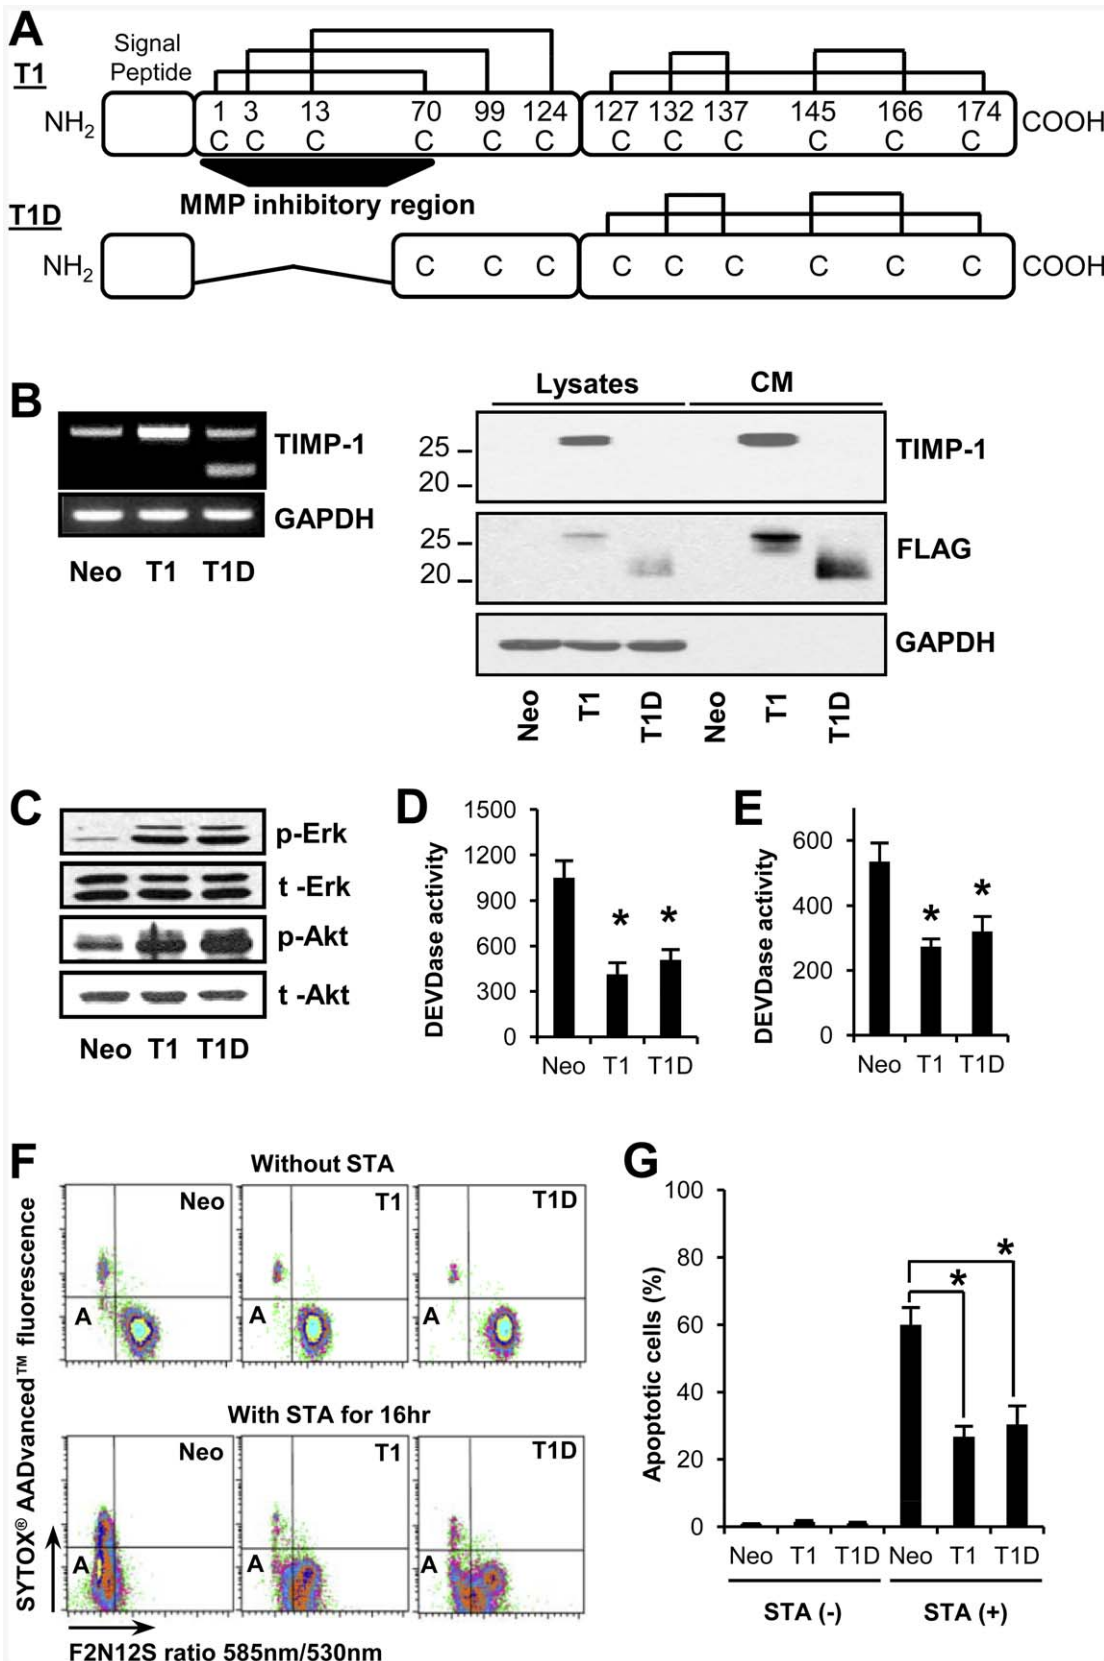 A
Signal
Peptide
T1
NH2
1 3 13 70 99 124 127 132 137 145 166 174
C C C C C C C C C C C C
COOH
MMP inhibitory region
T1D
NH2
C C C C C C C C C
COOH
B
TIMP-1
GAPDH
Neo T1 T1D
Lysates CM
25
20
TIMP-1
25
20
FLAG
GAPDH
Neo T1 T1D Neo T1 T1D
C
p-Erk
t -Erk
p-Akt
t -Akt
Neo T1 T1D
D
DEVDase activity
1500
1200
900
600
300
0
* *
Neo T1 T1D
E
DEVDase activity
600
400
200
0
* *
Neo T1 T1D
F
Without STA
Neo T1 T1D
A A A
With STA for 16hr
Neo T1 T1D
A A A
SYTOX® AADvanced™ fluorescence
F2N12S ratio 585nm/530nm
G
Apoptotic cells (%)
100
80
60
40
20
0
* *
Neo T1 T1D Neo T1 T1D
STA (-) STA (+)